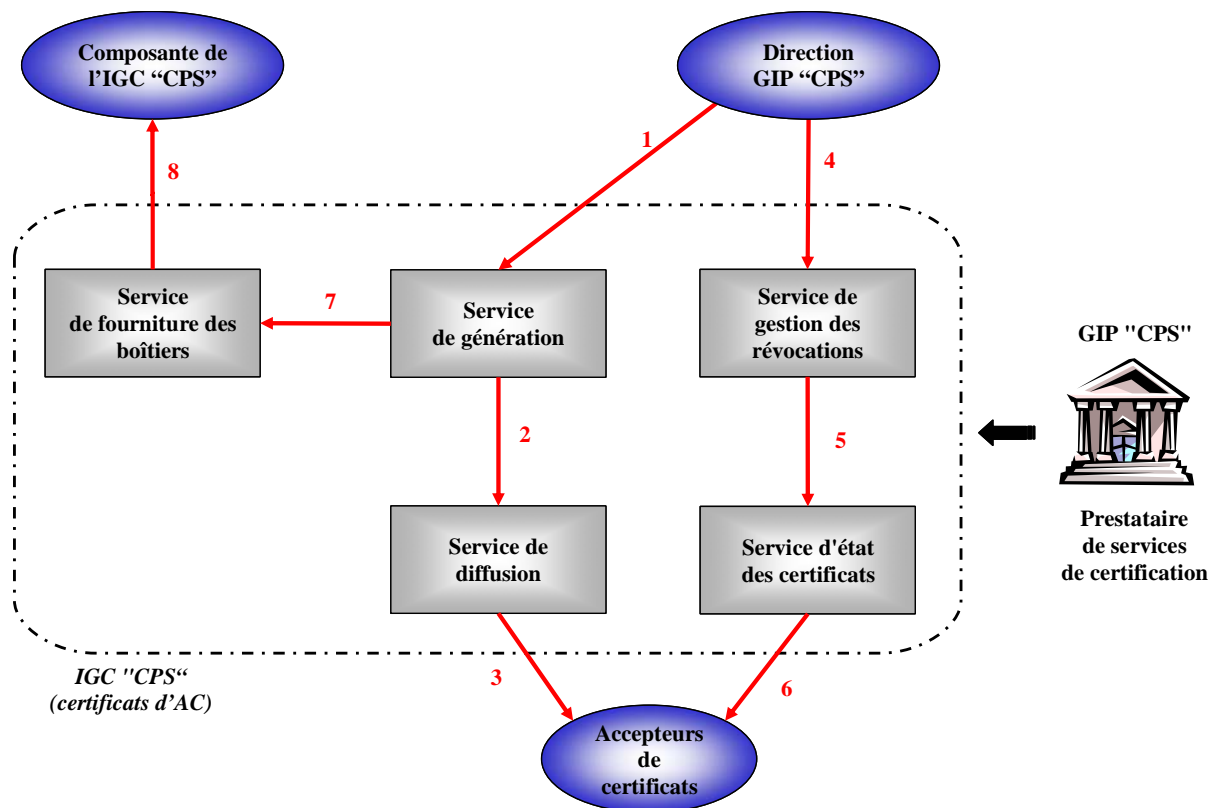 Composante de
l'IGC “CPS”
Direction
GIP “CPS”
1
4
8
Service
de fourniture des
boîtiers
7
Service
de génération
Service de
gestion des
révocations
GIP "CPS"
2
5
Service de
diffusion
Service d'état
des certificats
Prestataire
de services
de certification
IGC "CPS“
(certificats d’AC)
3
6
Accepteurs
de
certificats